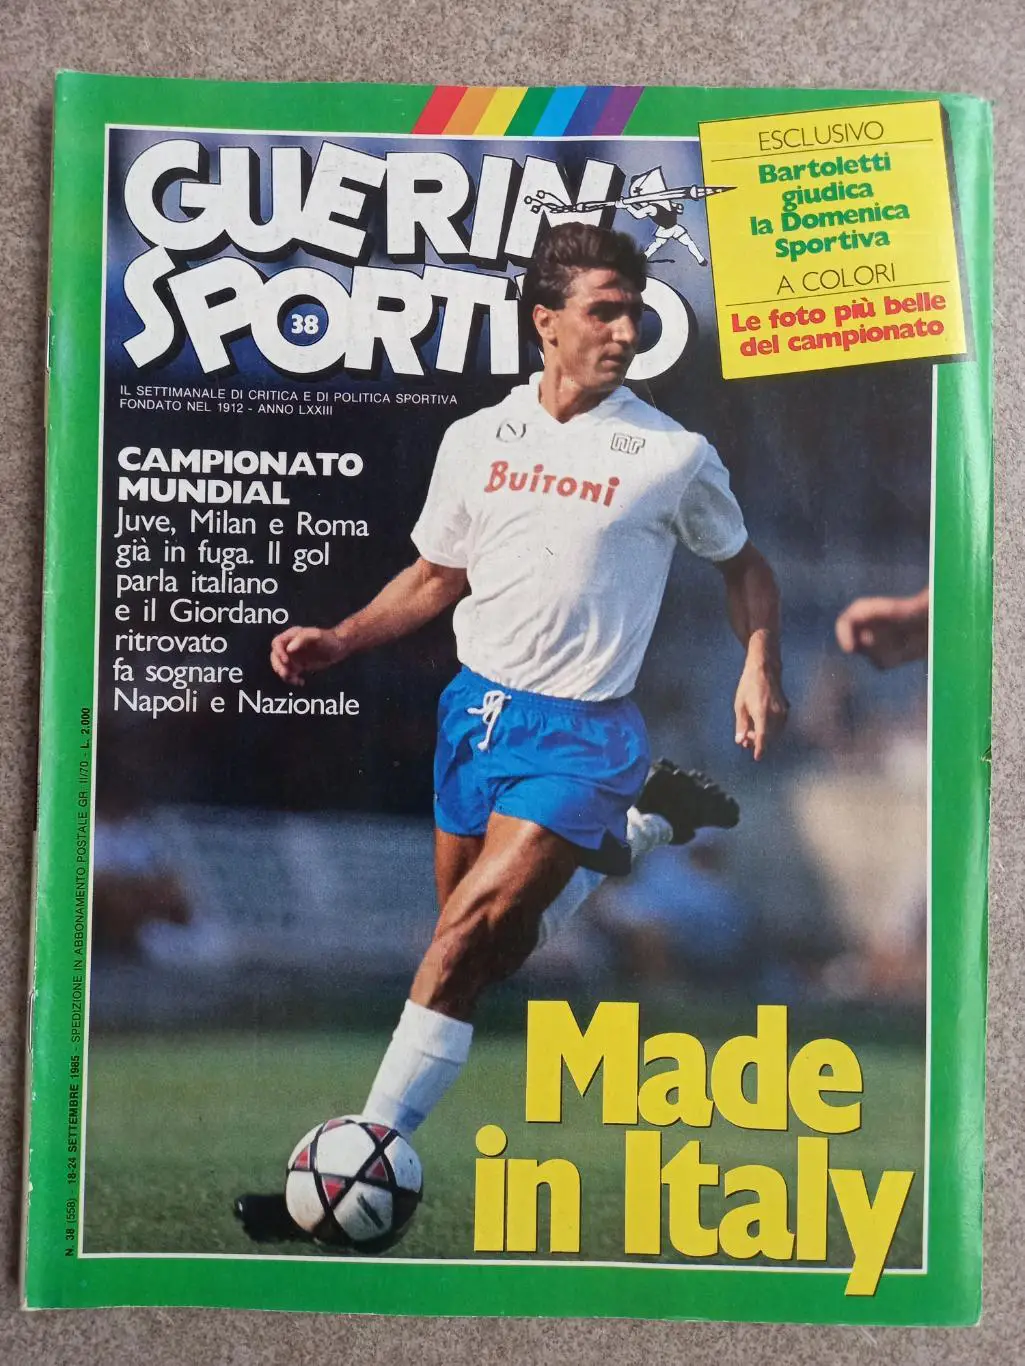 GUERIN
SPORTIVO
38
IL SETTIMANALE DI CRITICA E DI POLITICA SPORTIVA
FONDATO NEL 1912 - ANNO LXXIII
ESCLUSIVO
Bartoletti
giudica
la Domenica
Sportiva
A COLORI
Le foto più belle
del campionato
CAMPIONATO
MUNDIAL
Juve, Milan e Roma
già in fuga. Il gol
parla italiano
e il Giordano
ritrovato
fa sognare
Napoli e Nazionale
N
nr
Buitoni
Made
in Italy
N. 38 (558) - 18-24 SETTEMBRE 1985 - SPEDIZIONE IN ABBONAMENTO POSTALE GR. II/70 - L. 2.000